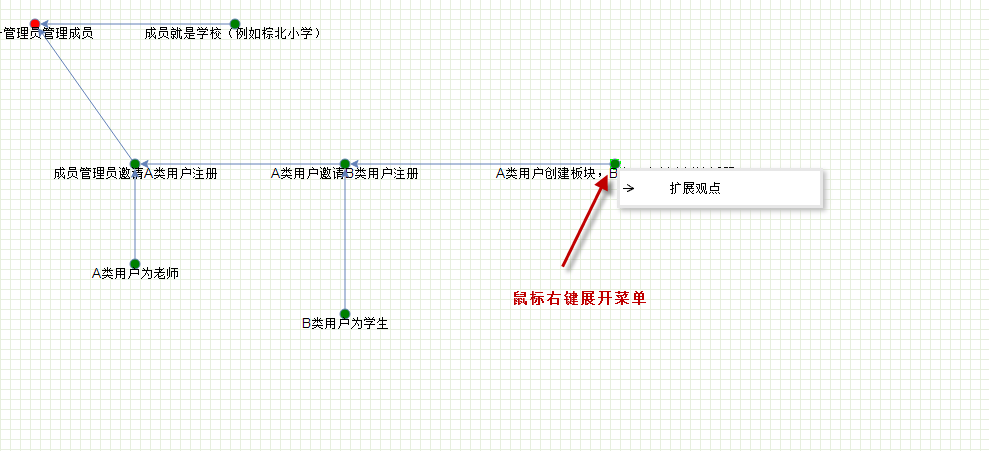 管理员管理成员
成员就是学校（例如棕北小学）
成员管理员邀请A类用户注册
A类用户邀请B类用户注册
A类用户创建板块，B
扩展观点
A类用户为老师
鼠标右键展开菜单
B类用户为学生